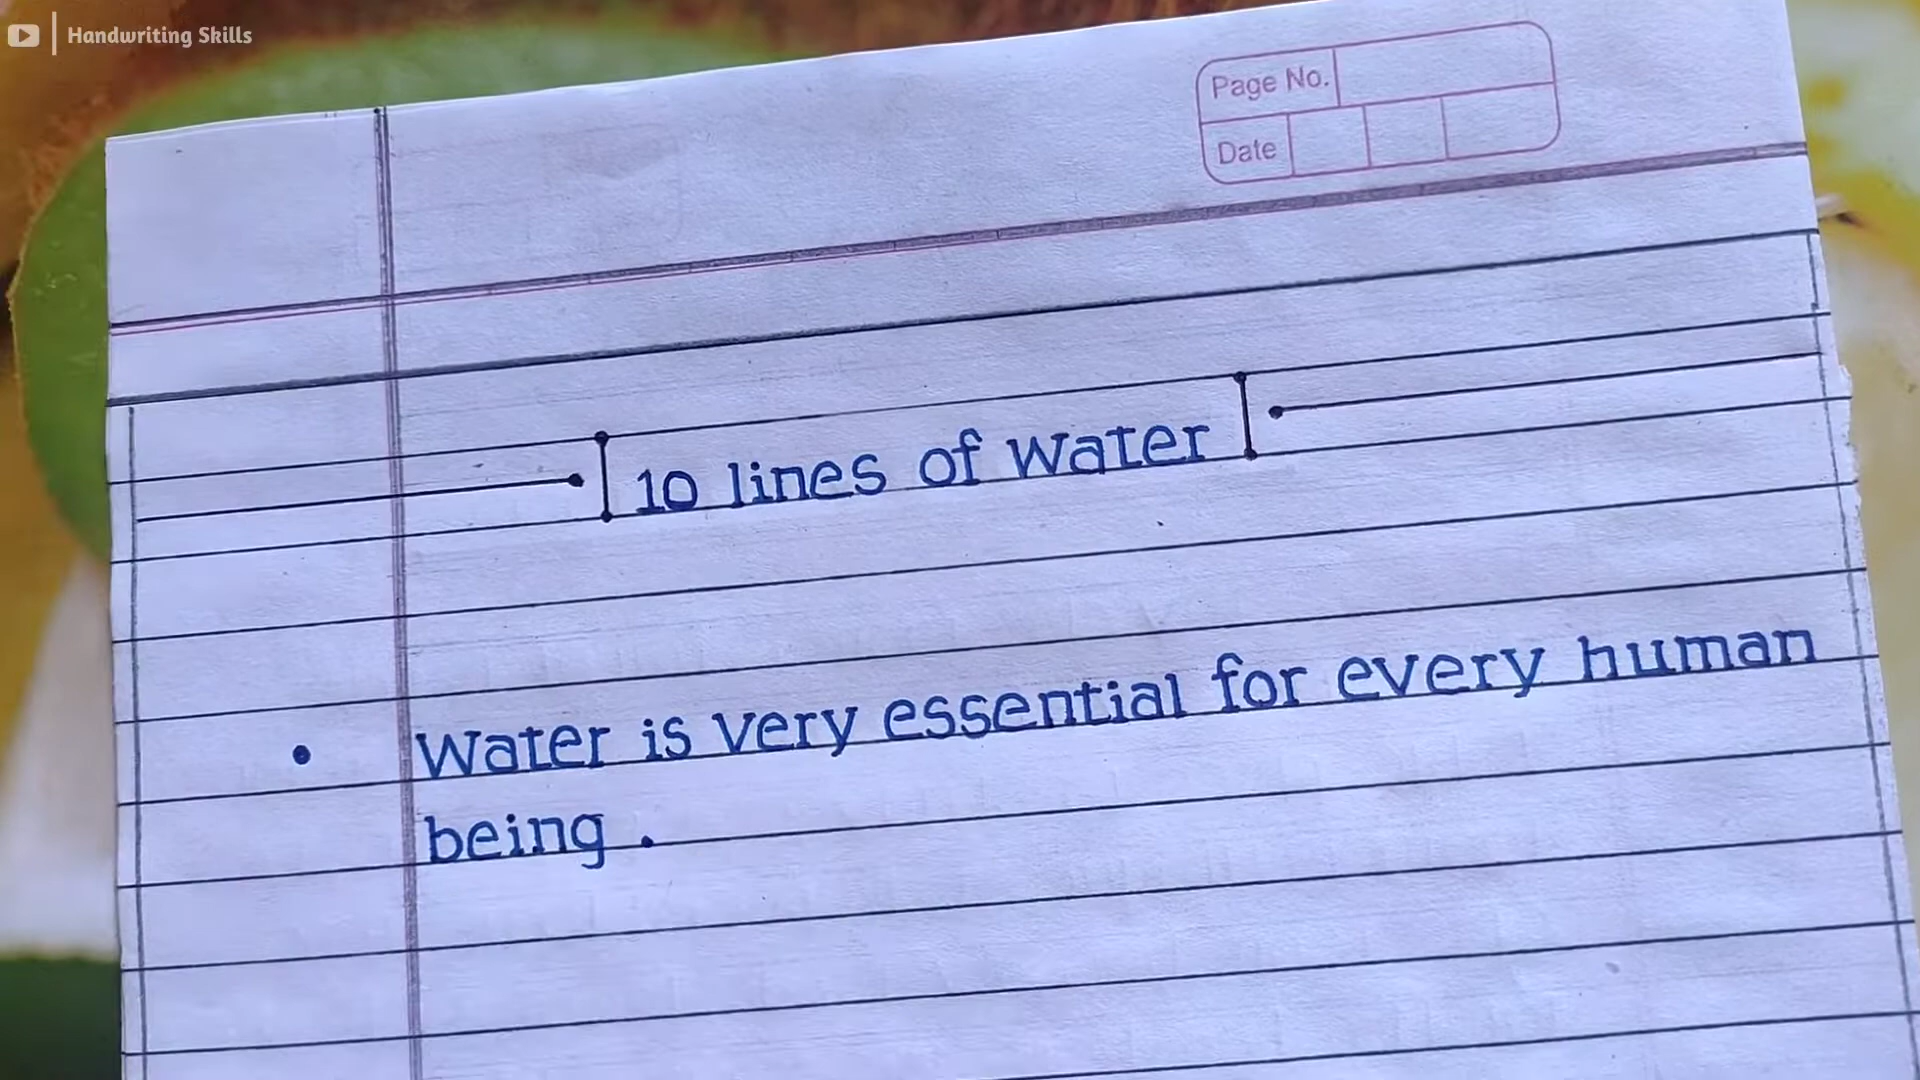 Handwriting Skills
Page No.
Date
10 lines of water
• Water is very essential for every human
being .